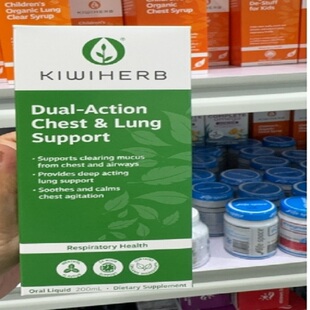 Children's
Organic Lung
Clear Syrup
Organic
Chest Syrup
De-Stuff
for Kids
KIWIHERB
Dual-Action
Chest & Lung
Support
• Supports clearing mucus
from chest and airways
• Provides deep acting
lung support
• Soothes and calms
chest agitation
Respiratory Health
Oral Liquid 200mL • Dietary Supplement